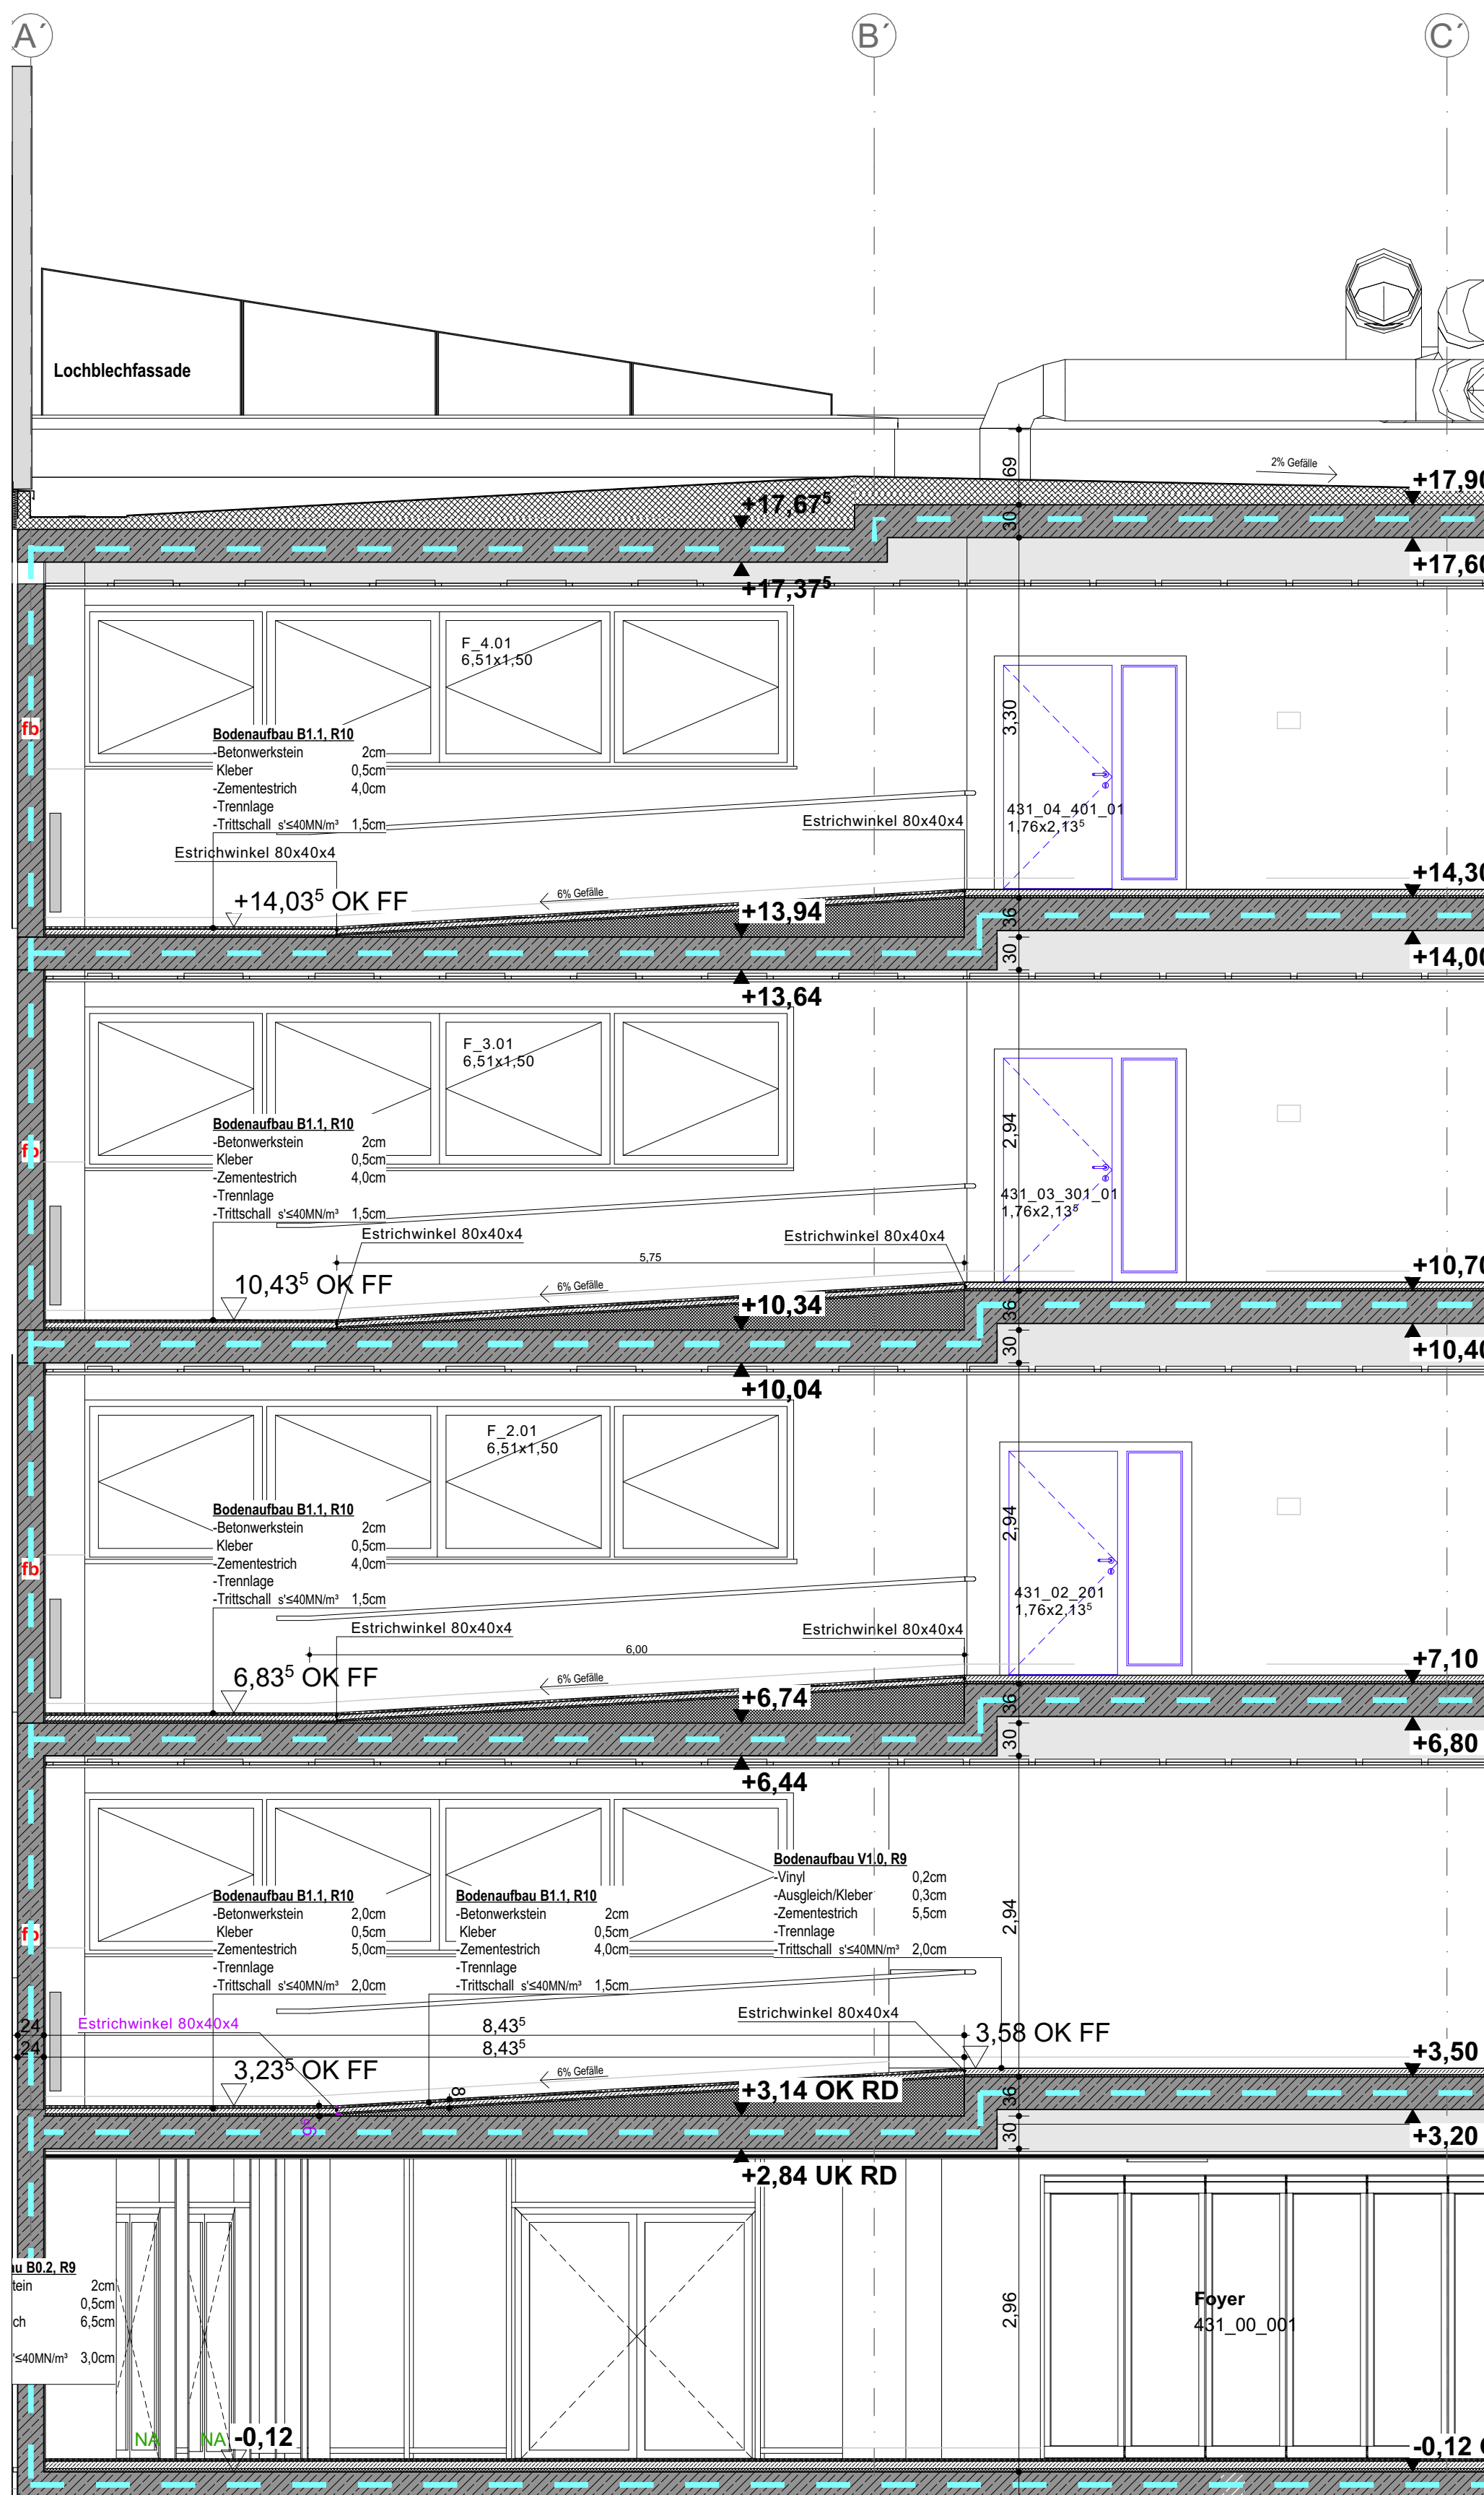 A´
B´
C´
Lochblechfassade
69
2% Gefälle
+17,90
+17,67⁵
30
+17,60
+17,37⁵
F_4.01
6,51x1,50
fb
3,30
Bodenaufbau B1.1, R10
-Betonwerkstein 2cm
Kleber 0,5cm
-Zementestrich 4,0cm
-Trennlage
-Trittschall s'≤40MN/m³ 1,5cm
431_04_401_01
1,76x2,13⁵
Estrichwinkel 80x40x4
Estrichwinkel 80x40x4
+14,30
6% Gefälle
+14,03⁵ OK FF
+13,94
36
30
+14,00
+13,64
F_3.01
6,51x1,50
2,94
fb
Bodenaufbau B1.1, R10
-Betonwerkstein 2cm
Kleber 0,5cm
-Zementestrich 4,0cm
-Trennlage
-Trittschall s'≤40MN/m³ 1,5cm
431_03_301_01
1,76x2,13⁵
Estrichwinkel 80x40x4
Estrichwinkel 80x40x4
5,75
+10,70
10,43⁵ OK FF
6% Gefälle
+10,34
36
30
+10,40
+10,04
F_2.01
6,51x1,50
2,94
fb
Bodenaufbau B1.1, R10
-Betonwerkstein 2cm
Kleber 0,5cm
-Zementestrich 4,0cm
-Trennlage
-Trittschall s'≤40MN/m³ 1,5cm
431_02_201
1,76x2,13⁵
Estrichwinkel 80x40x4
Estrichwinkel 80x40x4
6,00
+7,10
6,83⁵ OK FF
6% Gefälle
+6,74
36
30
+6,80
+6,44
Bodenaufbau V1.0, R9
-Vinyl 0,2cm
-Ausgleich/Kleber 0,3cm
-Zementestrich 5,5cm
-Trennlage
-Trittschall s'≤40MN/m³ 2,0cm
2,94
fb
Bodenaufbau B1.1, R10
-Betonwerkstein 2,0cm
Kleber 0,5cm
-Zementestrich 5,0cm
-Trennlage
-Trittschall s'≤40MN/m³ 2,0cm
Bodenaufbau B1.1, R10
-Betonwerkstein 2cm
Kleber 0,5cm
-Zementestrich 4,0cm
-Trennlage
-Trittschall s'≤40MN/m³ 1,5cm
Estrichwinkel 80x40x4
Estrichwinkel 80x40x4
24
8,43⁵
3,58 OK FF
24
8,43⁵
+3,50
3,23⁵ OK FF
6% Gefälle
8
+3,14 OK RD
36
9⁵
30
+3,20
+2,84 UK RD
2,96
au B0.2, R9
tein 2cm
0,5cm
ch 6,5cm
'≤40MN/m³ 3,0cm
Foyer
431_00_001
NA
NA
-0,12
-0,12